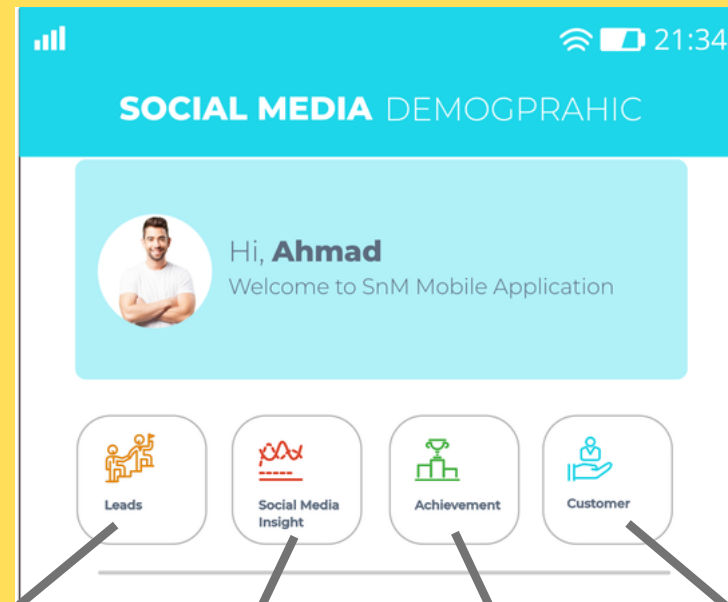 21:34
SOCIAL MEDIA DEMOGPRAHIC
Hi, Ahmad
Welcome to SnM Mobile Application
Leads
Social Media
Insight
Achievement
Customer